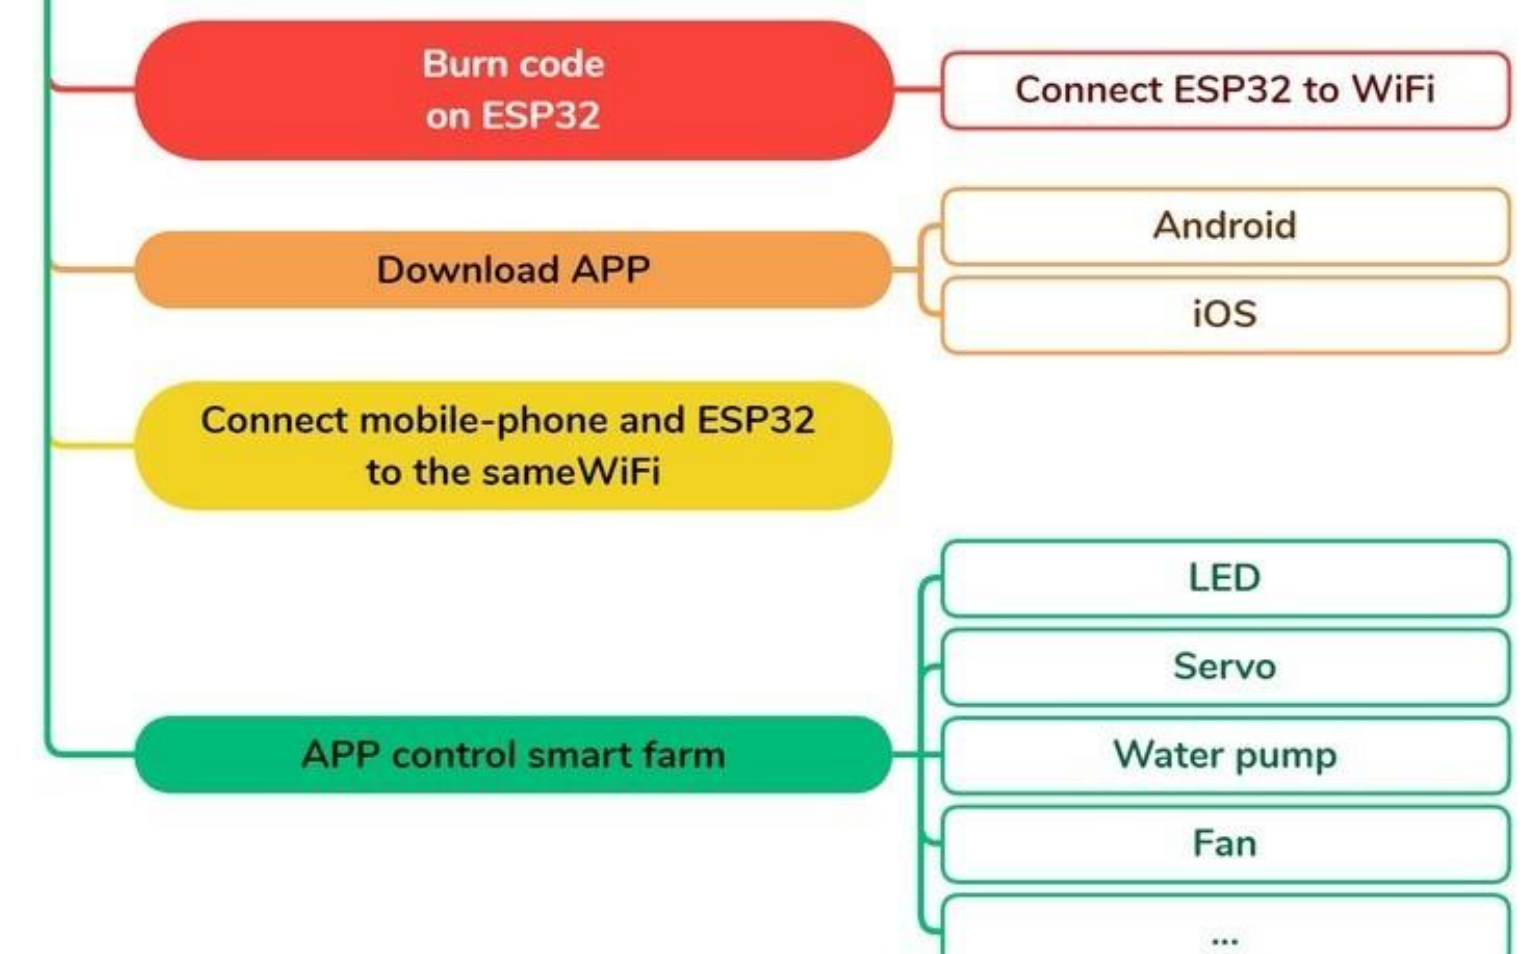 Burn code
on ESP32
Connect ESP32 to WiFi
Download APP
Android
iOS
Connect mobile-phone and ESP32
to the sameWiFi
APP control smart farm
LED
Servo
Water pump
Fan
...